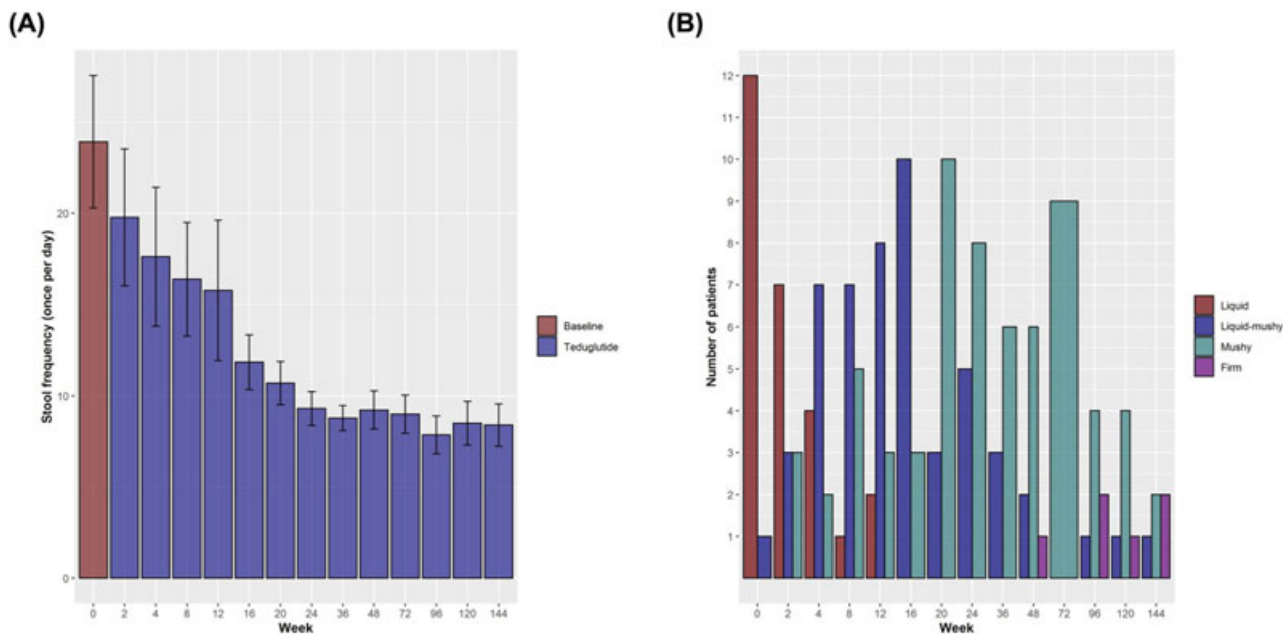 (A)
Stool frequency (once per day)
20
10
0
0 2 4 8 12 16 20 24 36 48 72 96 120 144
Week
Baseline
Teduglutide
(B)
Number of patients
12
11
10
9
8
7
6
5
4
3
2
1
0 2 4 8 12 16 20 24 36 48 72 96 120 144
Week
Liquid
Liquid-mushy
Mushy
Firm